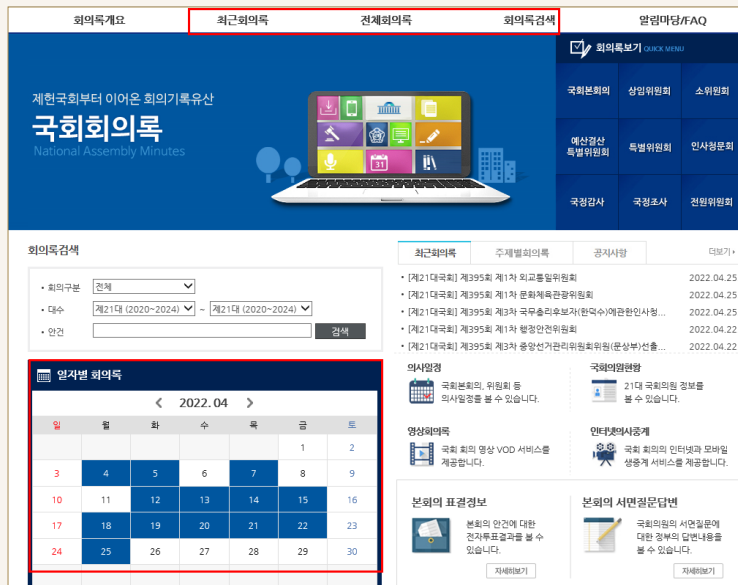 회의록개요 최근회의록 전체회의록 회의록검색 알림마당/FAQ
제헌국회부터 이어온 회의기록유산
국회회의록
National Assembly Minutes
31
회의록보기 QUICK MENU
국회본회의 상임위원회 소위원회
예산결산
특별위원회 특별위원회 인사청문회
국정감사 국정조사 전원위원회
회의록검색
• 회의구분 전체
• 대수 제21대 (2020~2024) ~ 제21대 (2020~2024)
• 안건 검색
최근회의록 주제별회의록 공지사항 더보기
• [제21대국회] 제395회 제1차 외교통일위원회 2022.04.25
• [제21대국회] 제395회 제1차 문화체육관광위원회 2022.04.25
• [제21대국회] 제395회 제3차 국무총리후보자(한덕수)에관한인사청... 2022.04.25
• [제21대국회] 제395회 제1차 행정안전위원회 2022.04.22
• [제21대국회] 제395회 제3차 중앙선거관리위원회위원(문상부)선출... 2022.04.22
일자별 회의록
2022.04
일 월 화 수 목 금 토
1 2
3 4 5 6 7 8 9
10 11 12 13 14 15 16
17 18 19 20 21 22 23
24 25 26 27 28 29 30
의사일정
국회본회의, 위원회 등
의사일정을 볼 수 있습니다.
국회의원현황
21대 국회의원 정보를
볼 수 있습니다.
영상회의록
국회 회의 영상 VOD 서비스를
제공합니다.
인터넷의사중계
국회 회의의 인터넷과 모바일
생중계 서비스를 제공합니다.
본회의 표결정보
본회의 안건에 대한
전자투표결과를 볼 수
있습니다.
자세히보기
본회의 서면질문답변
국회의원의 서면질문에
대한 정부의 답변내용을
볼 수 있습니다.
자세히보기